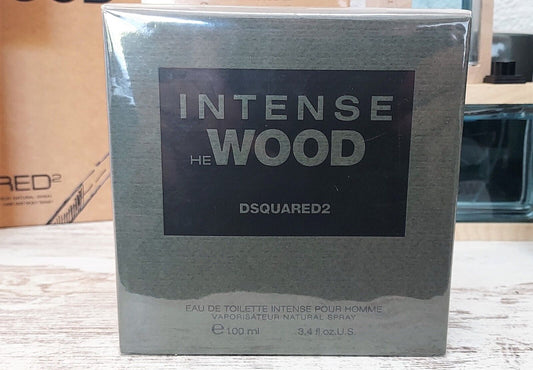 INTENSE
HE WOOD
DSQUARED2
EAU DE TOILETTE INTENSE POUR HOMME
VAPORISATEUR NATURAL SPRAY
℮ 100 ml 3.4 fl.oz.U.S.
RED²